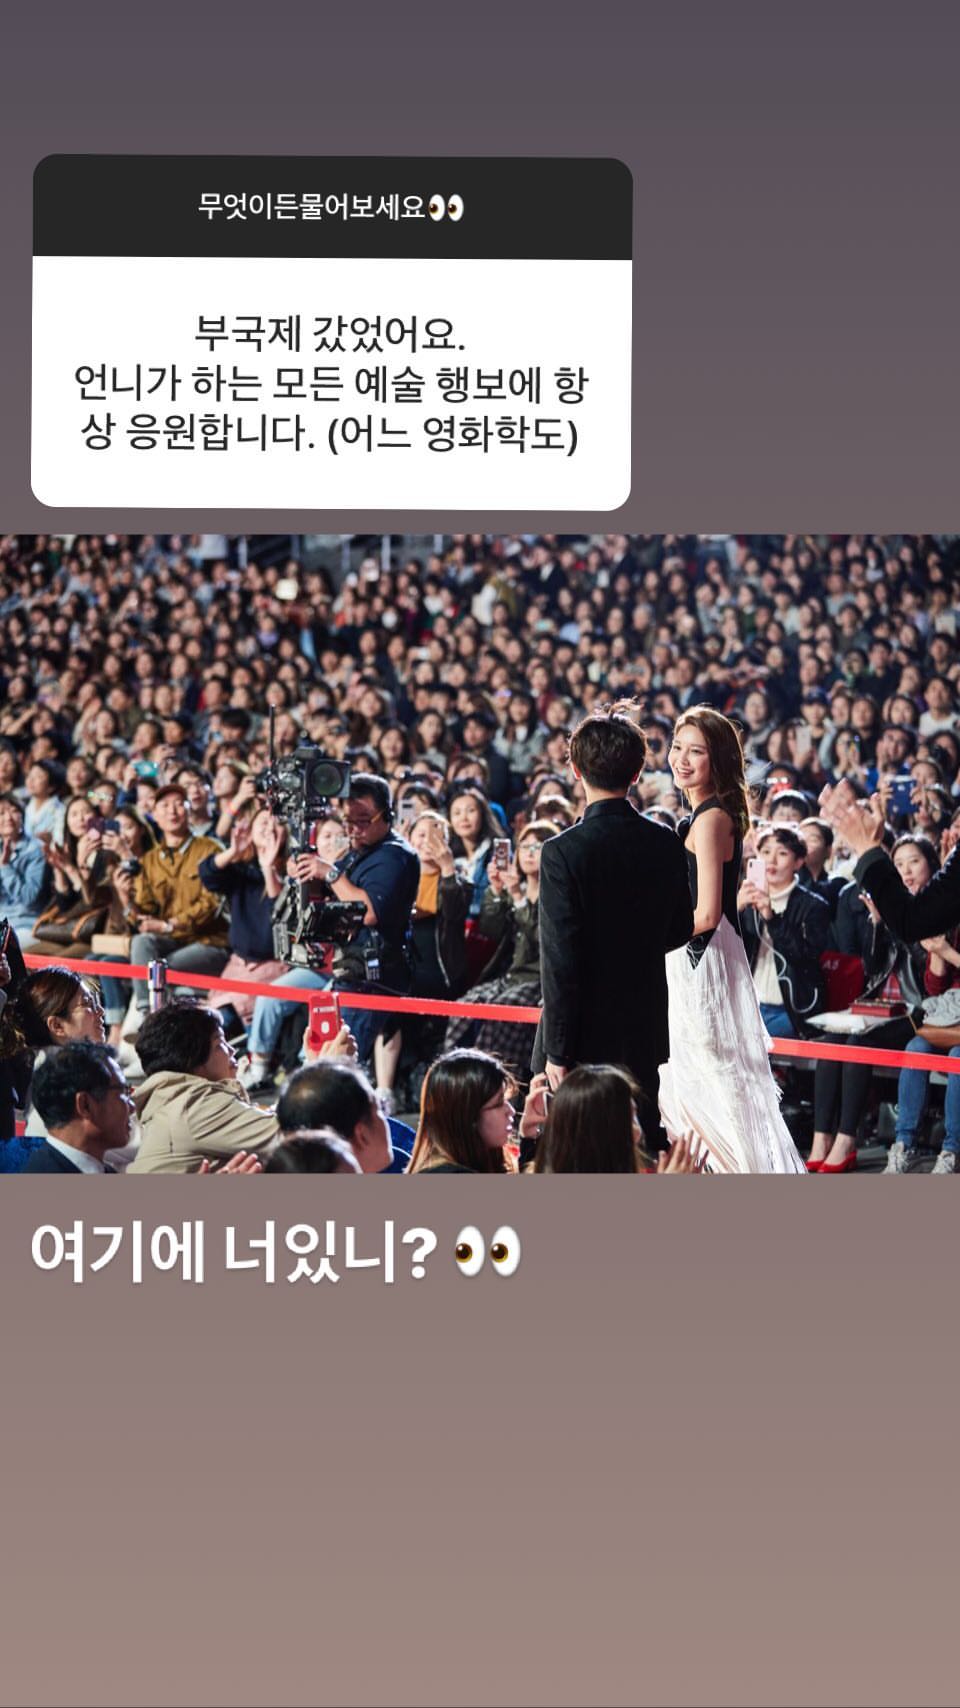 무엇이든물어보세요👀
부국제 갔었어요.
언니가 하는 모든 예술 행보에 항
상 응원합니다. (어느 영화학도)
여기에 너있니? 👀